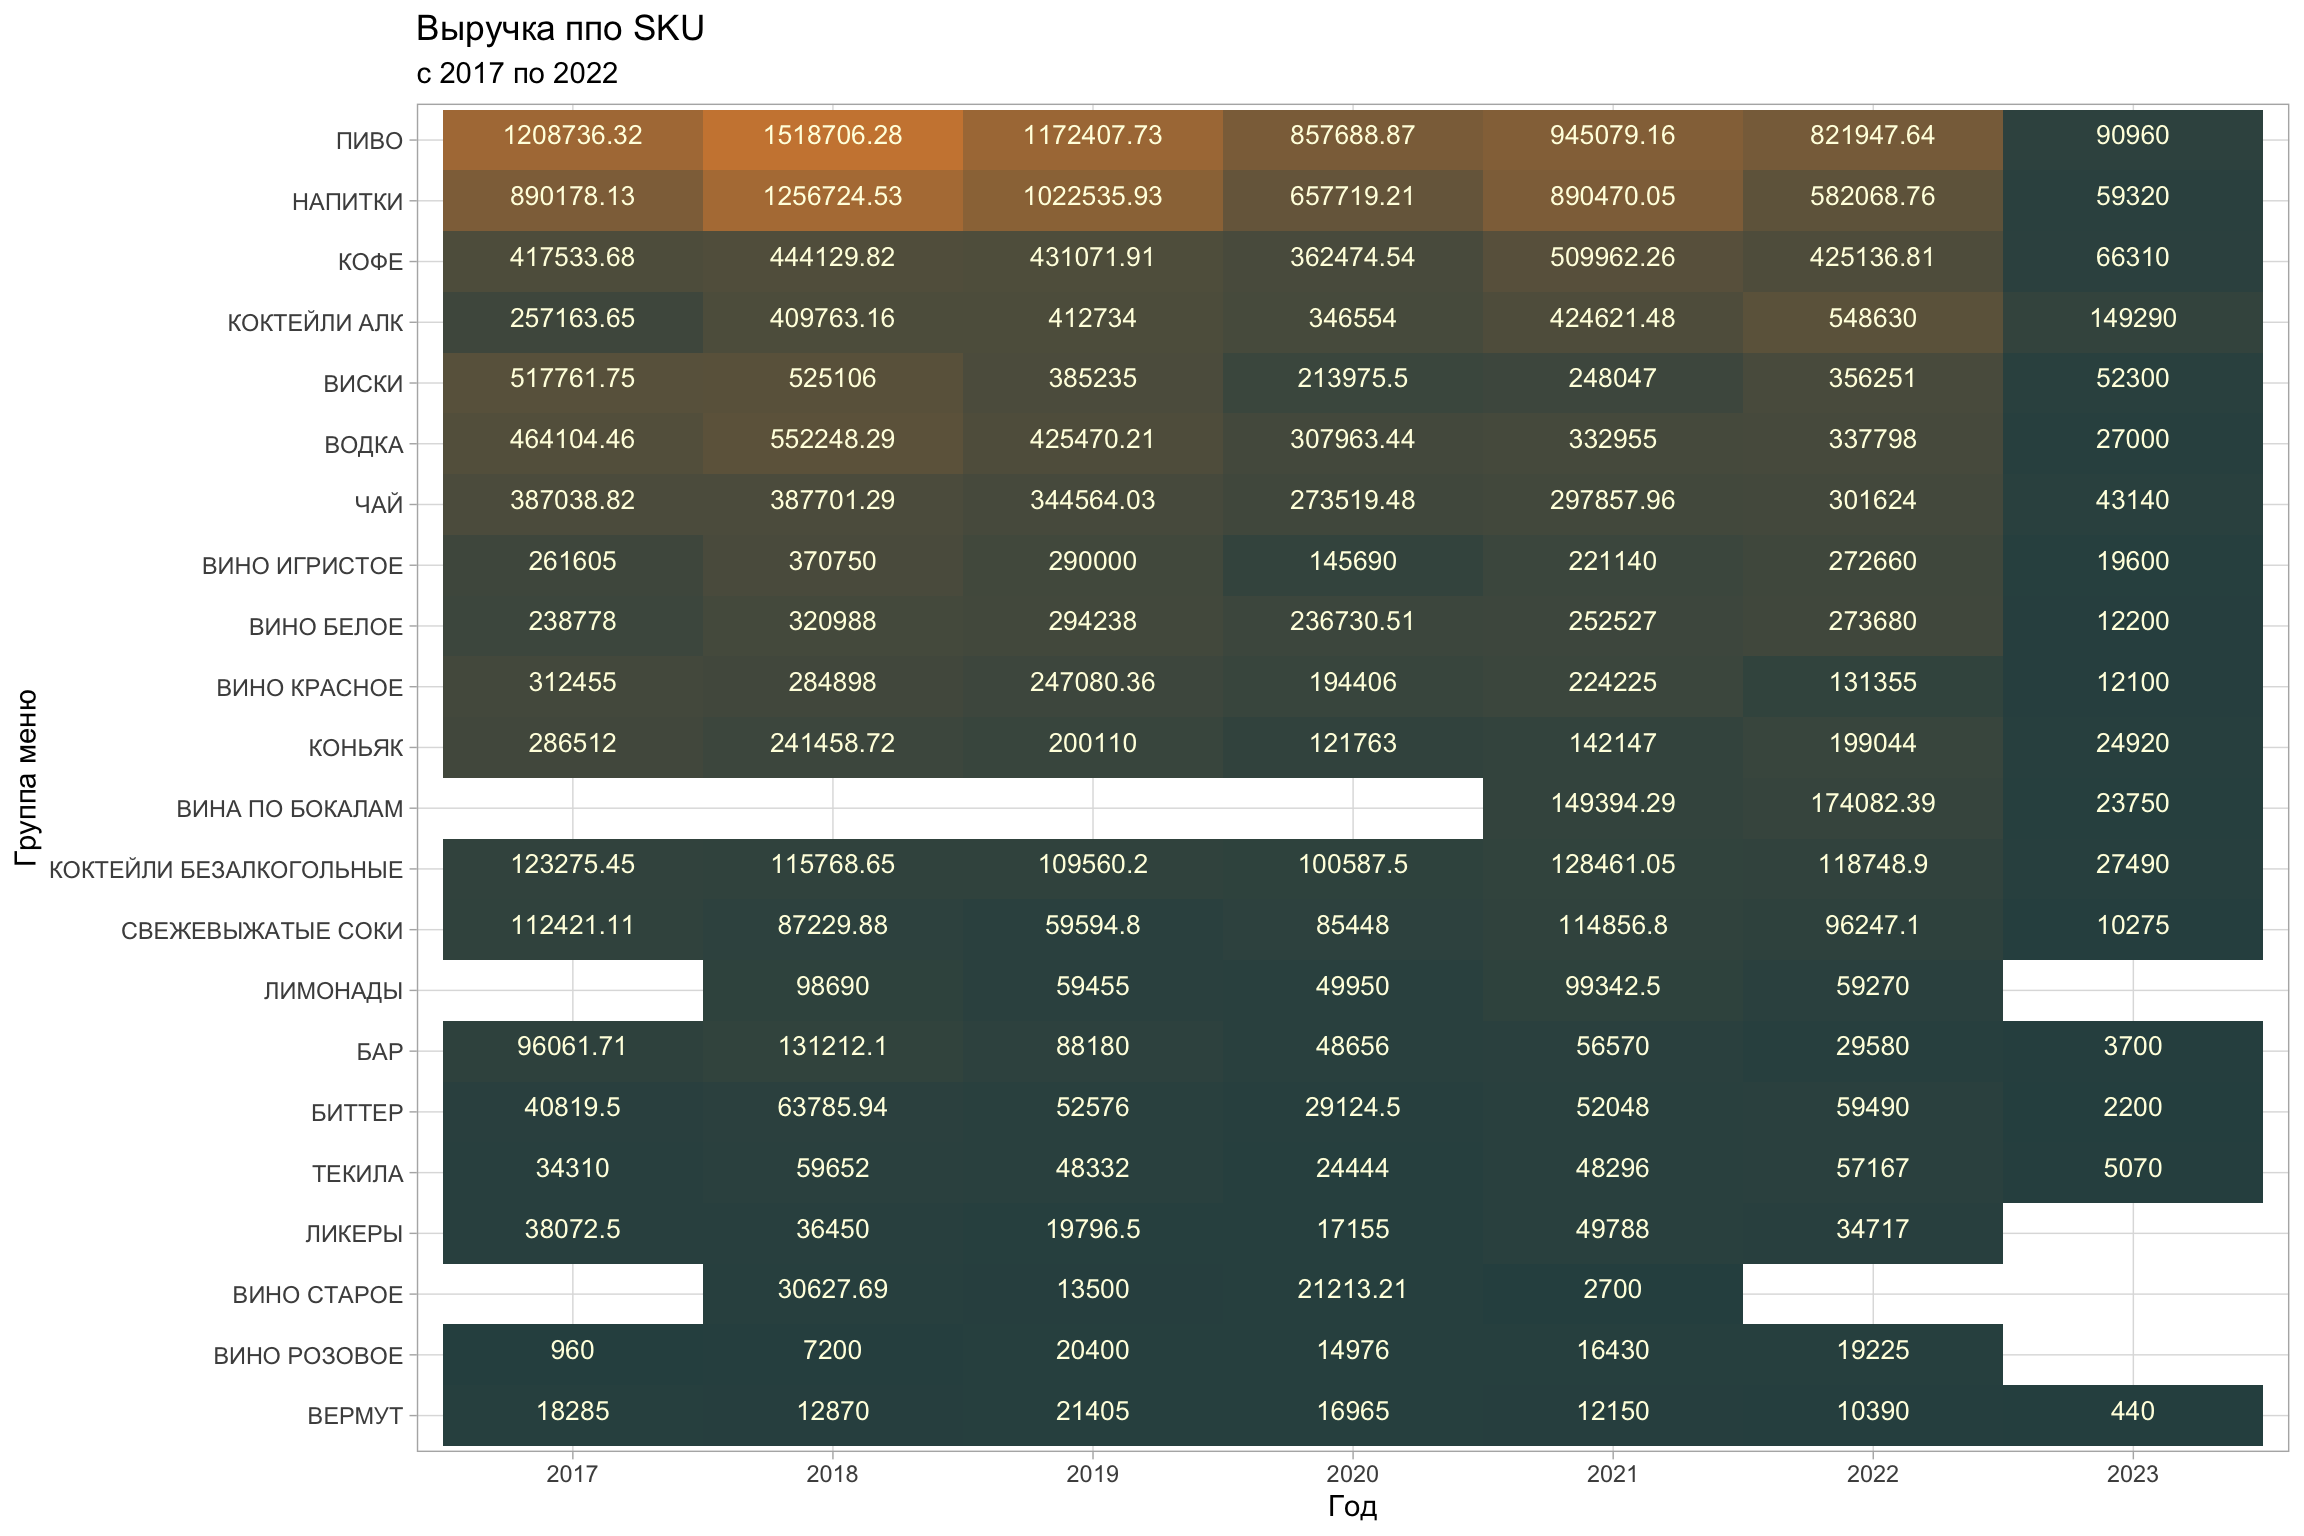 Выручка ппо SKU
с 2017 по 2022
Группа меню
ПИВО 1208736.32 1518706.28 1172407.73 857688.87 945079.16 821947.64 90960
НАПИТКИ 890178.13 1256724.53 1022535.93 657719.21 890470.05 582068.76 59320
КОФЕ 417533.68 444129.82 431071.91 362474.54 509962.26 425136.81 66310
КОКТЕЙЛИ АЛК 257163.65 409763.16 412734 346554 424621.48 548630 149290
ВИСКИ 517761.75 525106 385235 213975.5 248047 356251 52300
ВОДКА 464104.46 552248.29 425470.21 307963.44 332955 337798 27000
ЧАЙ 387038.82 387701.29 344564.03 273519.48 297857.96 301624 43140
ВИНО ИГРИСТОЕ 261605 370750 290000 145690 221140 272660 19600
ВИНО БЕЛОЕ 238778 320988 294238 236730.51 252527 273680 12200
ВИНО КРАСНОЕ 312455 284898 247080.36 194406 224225 131355 12100
КОНЬЯК 286512 241458.72 200110 121763 142147 199044 24920
ВИНА ПО БОКАЛАМ 149394.29 174082.39 23750
КОКТЕЙЛИ БЕЗАЛКОГОЛЬНЫЕ 123275.45 115768.65 109560.2 100587.5 128461.05 118748.9 27490
СВЕЖЕВЫЖАТЫЕ СОКИ 112421.11 87229.88 59594.8 85448 114856.8 96247.1 10275
ЛИМОНАДЫ 98690 59455 49950 99342.5 59270
БАР 96061.71 131212.1 88180 48656 56570 29580 3700
БИТТЕР 40819.5 63785.94 52576 29124.5 52048 59490 2200
ТЕКИЛА 34310 59652 48332 24444 48296 57167 5070
ЛИКЕРЫ 38072.5 36450 19796.5 17155 49788 34717
ВИНО СТАРОЕ 30627.69 13500 21213.21 2700
ВИНО РОЗОВОЕ 960 7200 20400 14976 16430 19225
ВЕРМУТ 18285 12870 21405 16965 12150 10390 440
2017 2018 2019 2020 2021 2022 2023
Год